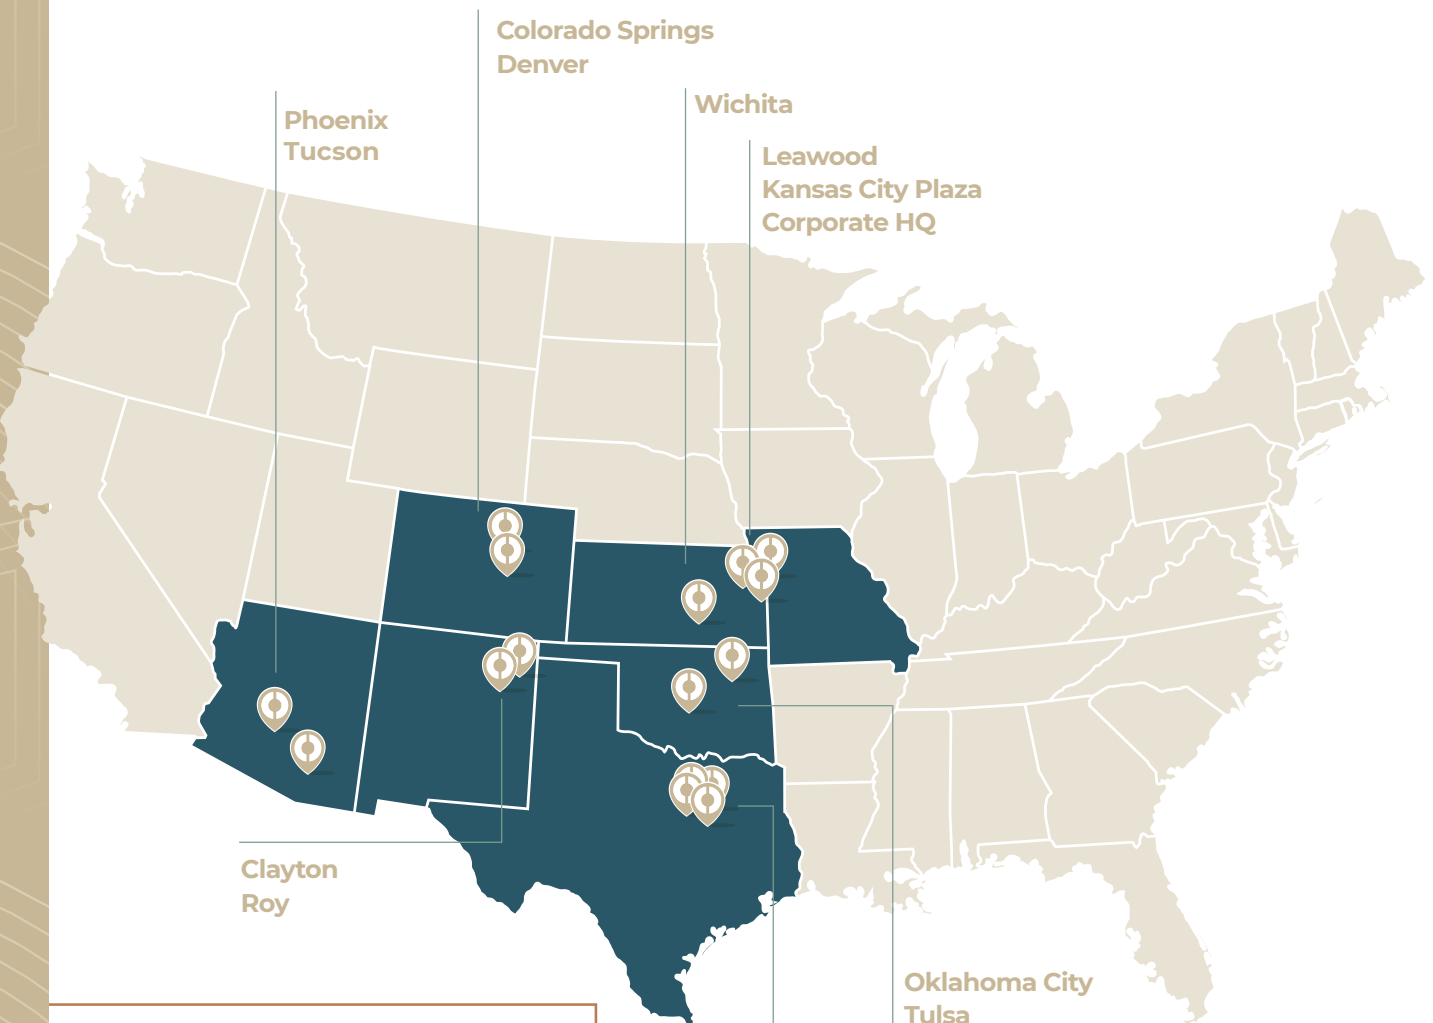 Colorado Springs
Denver
Wichita
Phoenix
Tucson
Leawood
Kansas City Plaza
Corporate HQ
Clayton
Roy
Oklahoma City
Tulsa